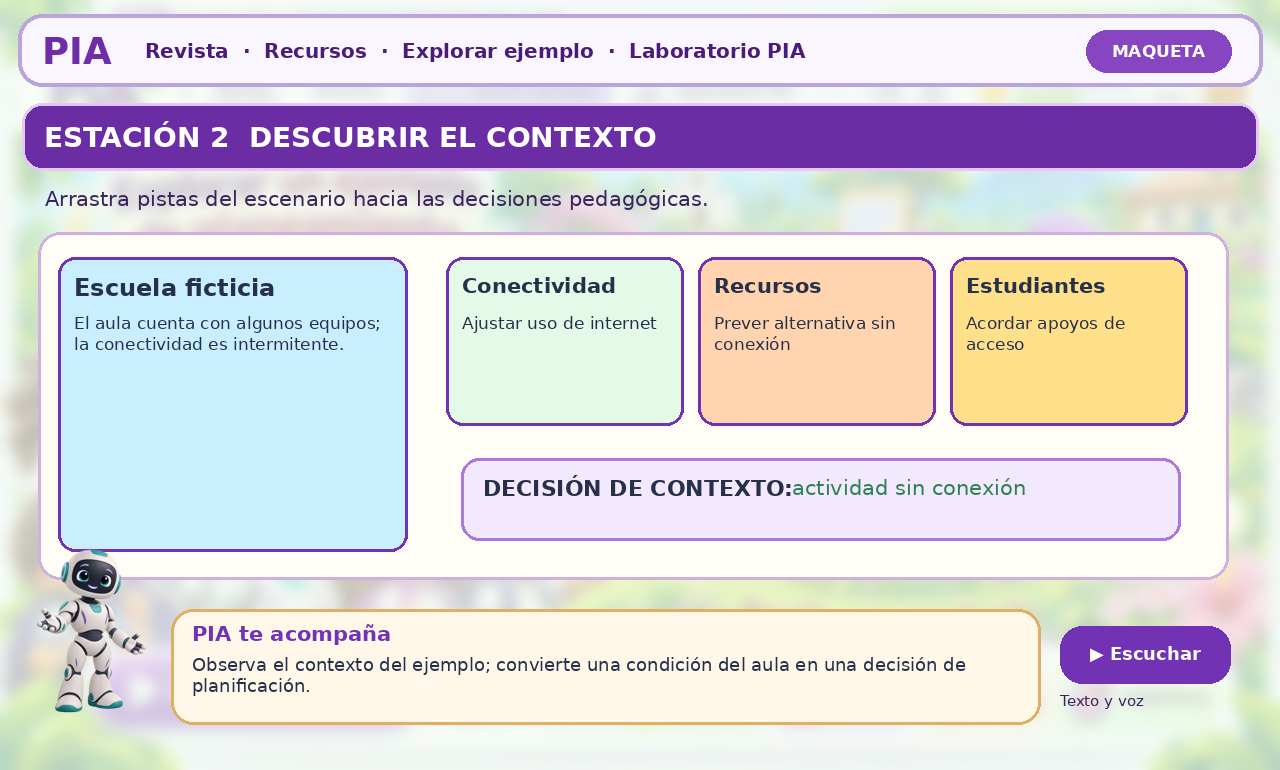 PIA
Revista · Recursos · Explorar ejemplo · Laboratorio PIA
MAQUETA
ESTACIÓN 2 DESCUBRIR EL CONTEXTO
Arrastra pistas del escenario hacia las decisiones pedagógicas.
Escuela ficticia
El aula cuenta con algunos equipos;
la conectividad es intermitente.
Conectividad
Ajustar uso de internet
Recursos
Prever alternativa sin
conexión
Estudiantes
Acordar apoyos de
acceso
DECISIÓN DE CONTEXTO:actividad sin conexión
PIA te acompaña
Observa el contexto del ejemplo; convierte una condición del aula en una decisión de
planificación.
▶ Escuchar
Texto y voz